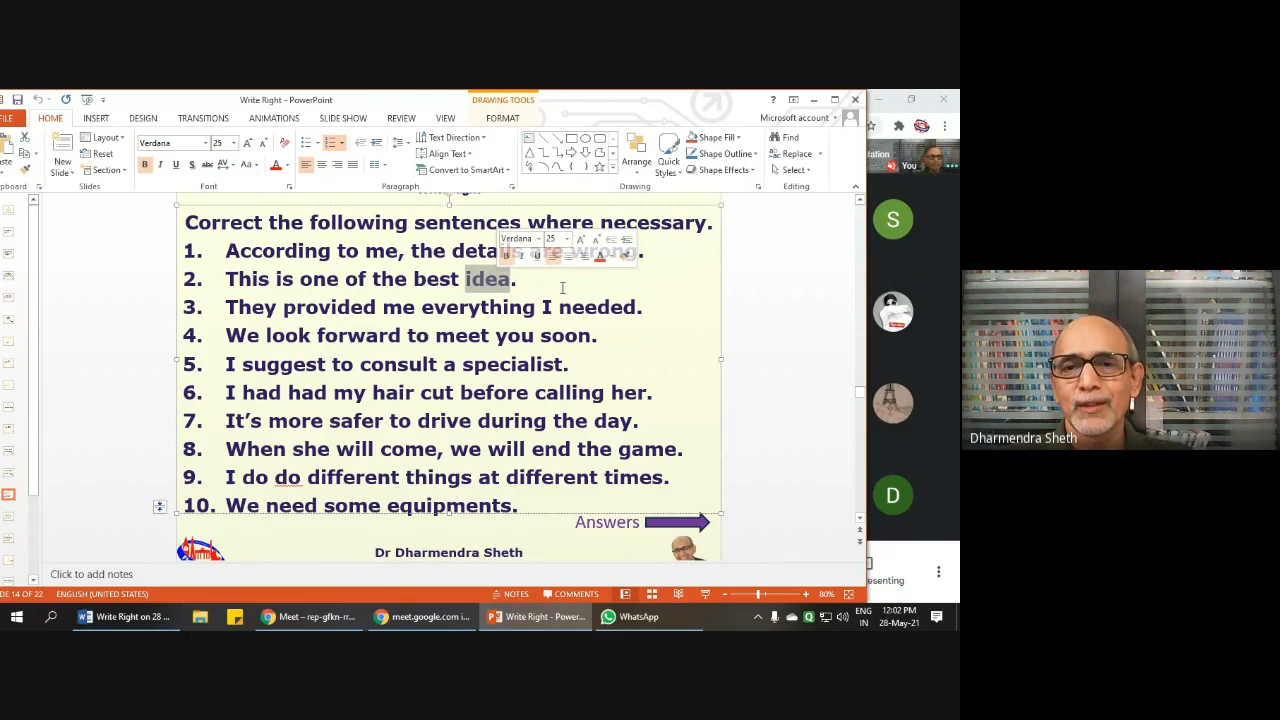 Write Right - PowerPoint
DRAWING TOOLS
FILE
HOME
INSERT
DESIGN
TRANSITIONS
ANIMATIONS
SLIDE SHOW
REVIEW
VIEW
FORMAT
Microsoft account
New Slide
Layout
Reset
Section
Slides
Verdana
25
Font
Paragraph
Text Direction
Align Text
Convert to SmartArt
Arrange
Quick Styles
Drawing
Shape Fill
Shape Outline
Shape Effects
Find
Replace
Select
Editing
You
Correct the following sentences where necessary.
Verdana 25
1. According to me, the details are wrong.
2. This is one of the best idea.
3. They provided me everything I needed.
4. We look forward to meet you soon.
5. I suggest to consult a specialist.
6. I had had my hair cut before calling her.
7. It's more safer to drive during the day.
8. When she will come, we will end the game.
9. I do do different things at different times.
10. We need some equipments.
Answers
Dr Dharmendra Sheth
Click to add notes
DE 14 OF 22
ENGLISH (UNITED STATES)
NOTES
COMMENTS
80%
esenting
S
D
Dharmendra Sheth
Write Right on 28 ...
Meet – rep-gfkn-rr...
meet.google.com i...
Write Right - Power...
WhatsApp
ENG
IN
12:02 PM
28-May-21